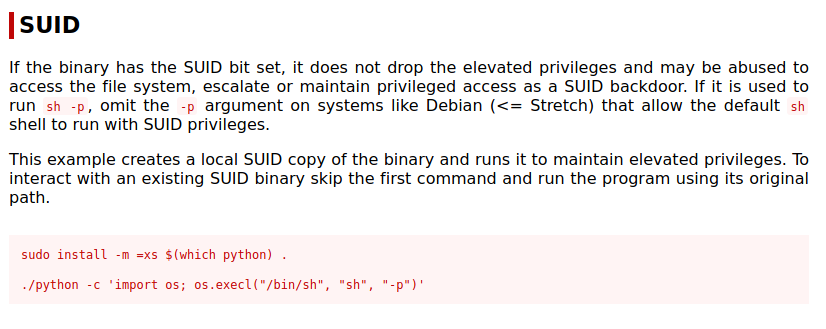 SUID
If the binary has the SUID bit set, it does not drop the elevated privileges and may be abused to
access the file system, escalate or maintain privileged access as a SUID backdoor. If it is used to
run sh -p, omit the -p argument on systems like Debian (<= Stretch) that allow the default sh
shell to run with SUID privileges.
This example creates a local SUID copy of the binary and runs it to maintain elevated privileges. To
interact with an existing SUID binary skip the first command and run the program using its original
path.
sudo install -m =xs $(which python) .
./python -c 'import os; os.execl("/bin/sh", "sh", "-p")'